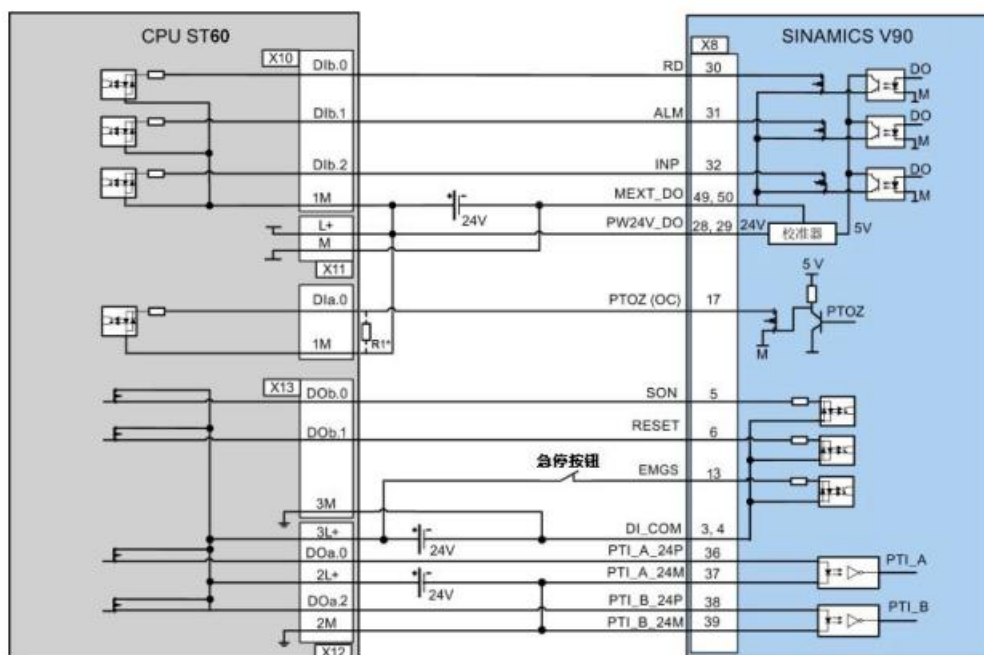 CPU ST60
SINAMICS V90
X10
X8
DIb.0 RD 30 DO
M
DIb.1 ALM 31 DO
M
DIb.2 INP 32 DO
M
1M MEXT_DO 49, 50
24V
L+ PW24V_DO 28, 29 24V 校准器 5V
M
X11
5 V
DIa.0 PTOZ (OC) 17 PTOZ
R1*
1M M
X13
DOb.0 SON 5
DOb.1 RESET 6
急停按钮
EMGS 13
3M
3L+ DI_COM 3, 4
24V
DOa.0 PTI_A_24P 36 PTI_A
2L+ PTI_A_24M 37
24V
DOa.2 PTI_B_24P 38 PTI_B
2M PTI_B_24M 39
X12